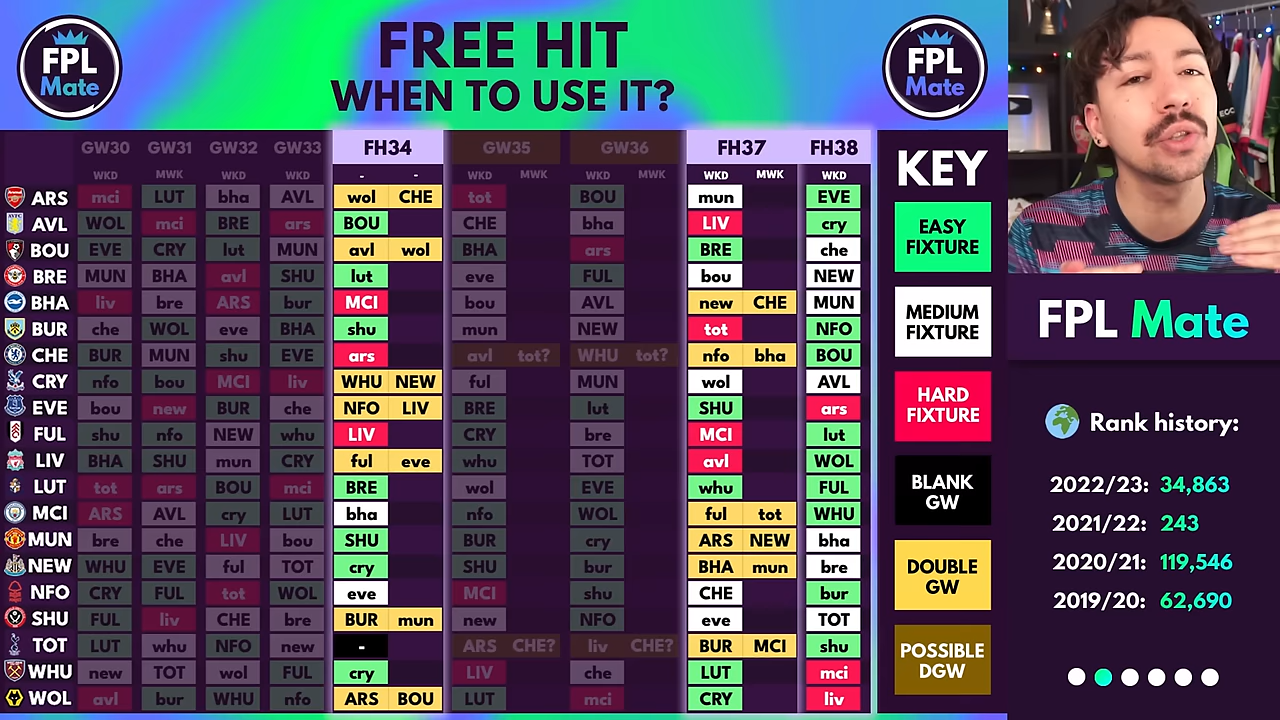 FPL
Mate
FREE HIT
WHEN TO USE IT?
FPL
Mate
GW30 GW31 GW32 GW33 FH34 GW35 GW36 FH37 FH38
WKD MWK WKD WKD - - WKD MWK WKD MWK WKD MWK WKD
ARS mci LUT bha AVL wol CHE tot BOU mun EVE
AVL WOL mci BRE ars BOU CHE bha LIV cry
BOU EVE CRY lut MUN avl wol BHA ars BRE che
BRE MUN BHA avl SHU lut eve FUL bou NEW
BHA liv bre ARS bur MCI bou AVL new CHE MUN
BUR che WOL eve BHA shu mun NEW tot NFO
CHE BUR MUN shu EVE ars avl tot? WHU tot? nfo bha BOU
CRY nfo bou MCI liv WHU NEW ful MUN wol AVL
EVE bou new BUR che NFO LIV BRE lut SHU ars
FUL shu nfo NEW whu LIV CRY bre MCI lut
LIV BHA SHU mun CRY ful eve whu TOT avl WOL
LUT tot ars BOU mci BRE wol EVE whu FUL
MCI ARS AVL cry LUT bha nfo WOL ful tot WHU
MUN bre che LIV bou SHU BUR cry ARS NEW bha
NEW WHU EVE ful TOT cry SHU bur BHA mun bre
NFO CRY FUL tot WOL eve MCI shu CHE bur
SHU FUL liv CHE bre BUR mun new NFO eve TOT
TOT LUT whu NFO new - ARS CHE? liv CHE? BUR MCI shu
WHU new TOT wol FUL cry LIV che LUT mci
WOL avl bur WHU nfo ARS BOU LUT mci CRY liv
KEY
EASY
FIXTURE
MEDIUM
FIXTURE
HARD
FIXTURE
BLANK
GW
DOUBLE
GW
POSSIBLE
DGW
FPL Mate
Rank history:
2022/23: 34,863
2021/22: 243
2020/21: 119,546
2019/20: 62,690